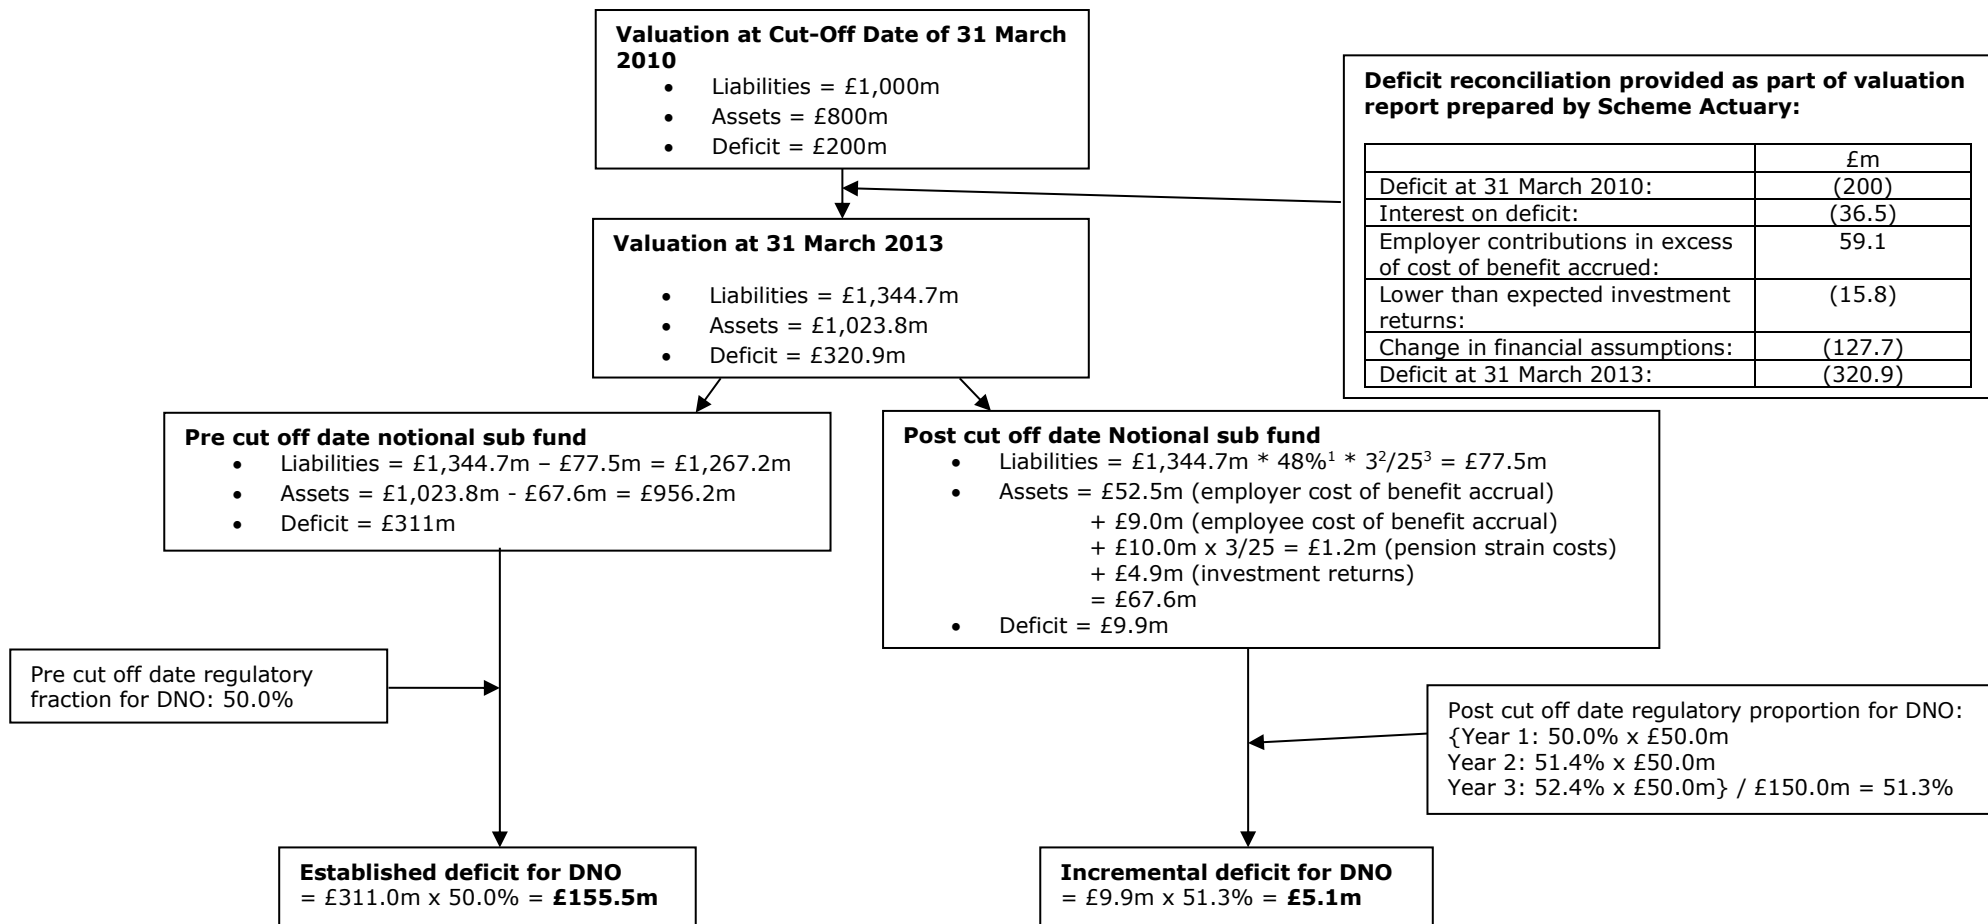 Valuation at Cut-Off Date of 31 March
2010
• Liabilities = £1,000m
• Assets = £800m
• Deficit = £200m
Deficit reconciliation provided as part of valuation
report prepared by Scheme Actuary:
£m
Deficit at 31 March 2010: (200)
Interest on deficit: (36.5)
Employer contributions in excess 59.1
of cost of benefit accrued:
Lower than expected investment (15.8)
returns:
Change in financial assumptions: (127.7)
Deficit at 31 March 2013: (320.9)
Valuation at 31 March 2013
• Liabilities = £1,344.7m
• Assets = £1,023.8m
• Deficit = £320.9m
Pre cut off date notional sub fund
• Liabilities = £1,344.7m – £77.5m = £1,267.2m
• Assets = £1,023.8m - £67.6m = £956.2m
• Deficit = £311m
Post cut off date Notional sub fund
• Liabilities = £1,344.7m * 48%¹ * 3²/25³ = £77.5m
• Assets = £52.5m (employer cost of benefit accrual)
+ £9.0m (employee cost of benefit accrual)
+ £10.0m x 3/25 = £1.2m (pension strain costs)
+ £4.9m (investment returns)
= £67.6m
• Deficit = £9.9m
Pre cut off date regulatory
fraction for DNO: 50.0%
Post cut off date regulatory proportion for DNO:
{Year 1: 50.0% x £50.0m
Year 2: 51.4% x £50.0m
Year 3: 52.4% x £50.0m} / £150.0m = 51.3%
Established deficit for DNO
= £311.0m x 50.0% = £155.5m
Incremental deficit for DNO
= £9.9m x 51.3% = £5.1m